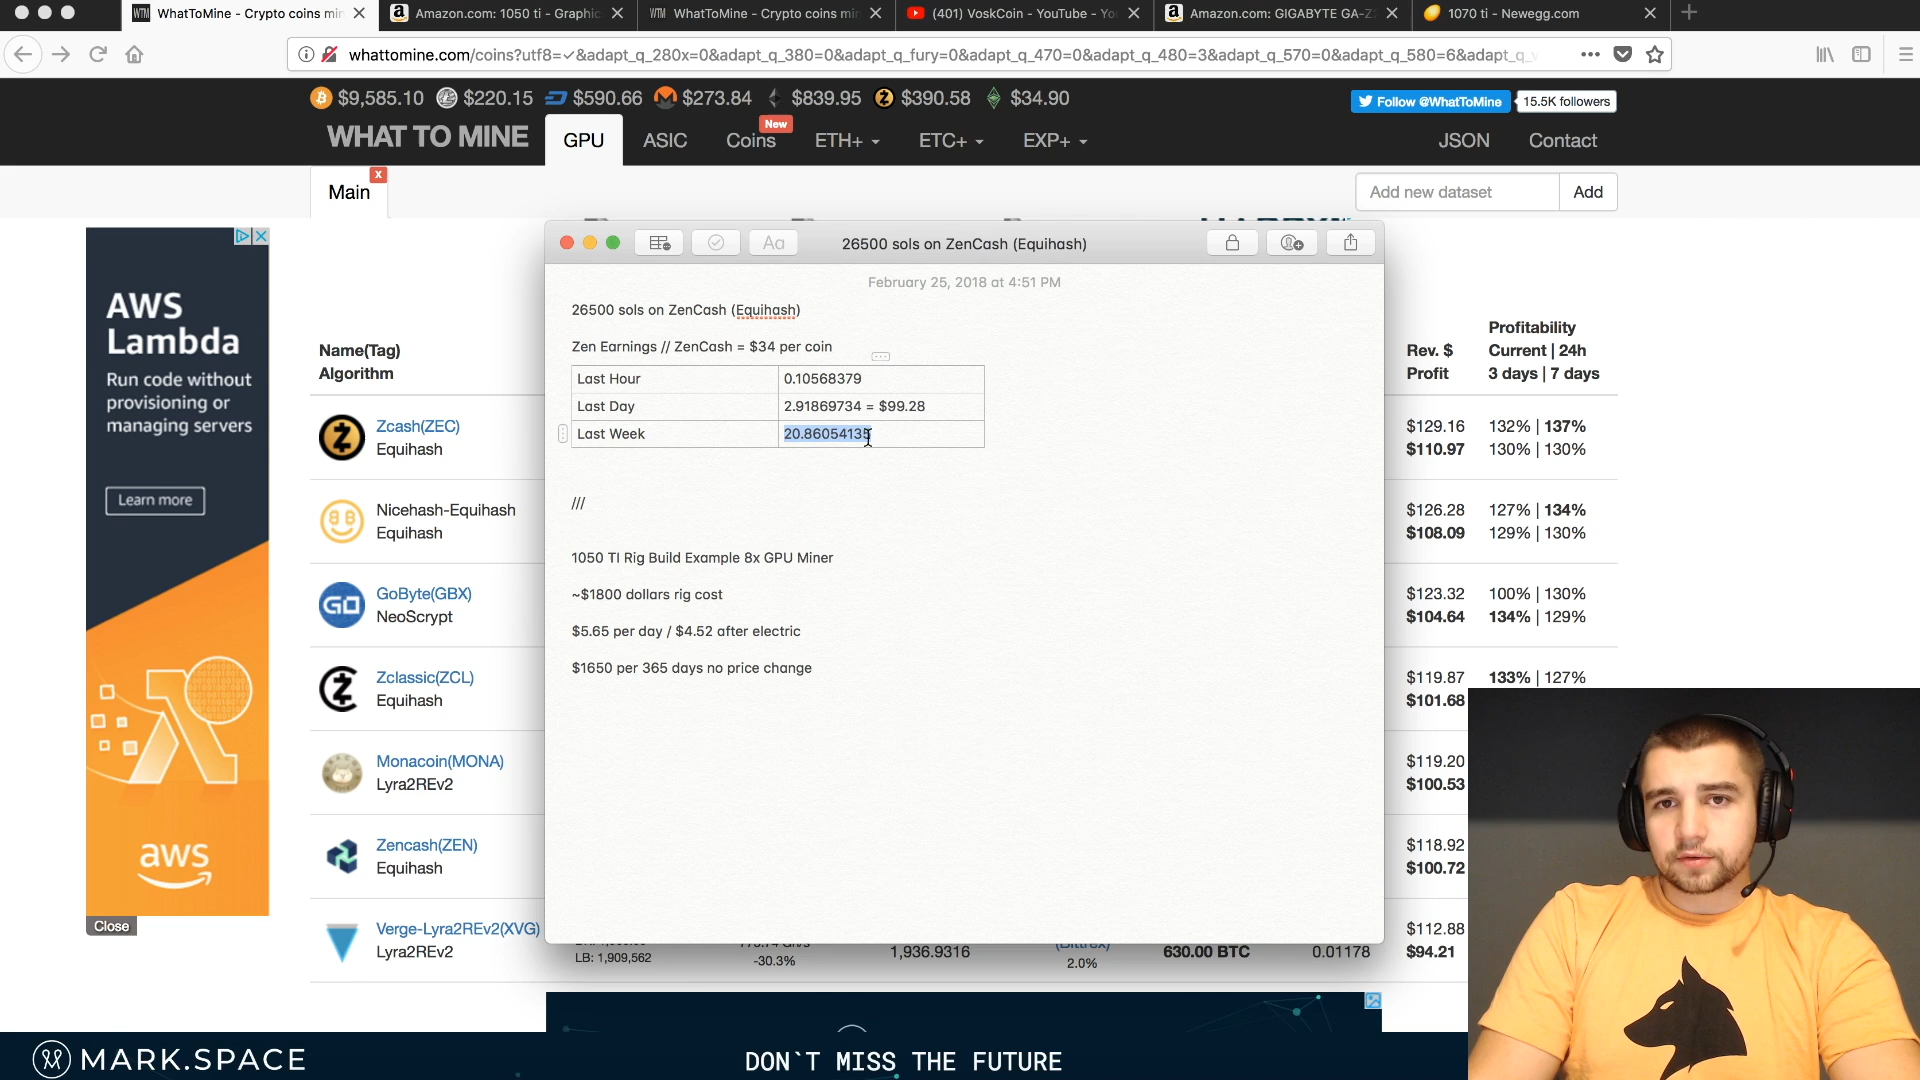 WhatToMine - Crypto coins min
Amazon.com: 1050 ti - Graphic
WhatToMine - Crypto coins min
(401) VoskCoin - YouTube - Yo
Amazon.com: GIGABYTE GA-Z
1070 ti - Newegg.com
whattomine.com/coins?utf8=✓&adapt_q_280x=0&adapt_q_380=0&adapt_q_fury=0&adapt_q_470=0&adapt_q_480=3&adapt_q_570=0&adapt_q_580=6&adapt_q_
$9,585.10 $220.15 $590.66 $273.84 $839.95 $390.58 $34.90
Follow @WhatToMine 15.5K followers
WHAT TO MINE GPU ASIC Coins New ETH+ ETC+ EXP+ JSON Contact
Main x
Add new dataset Add
AWS
Lambda
Run code without
provisioning or
managing servers
Learn more
aws
Close
Name(Tag)
Algorithm
Rev. $
Profit
Profitability
Current | 24h
3 days | 7 days
Zcash(ZEC)
Equihash
$129.16 132% | 137%
$110.97 130% | 130%
Nicehash-Equihash
Equihash
$126.28 127% | 134%
$108.09 129% | 130%
GoByte(GBX)
NeoScrypt
$123.32 100% | 130%
$104.64 134% | 129%
Zclassic(ZCL)
Equihash
$119.87 133% | 127%
$101.68
Monacoin(MONA)
Lyra2REv2
$119.20
$100.53
Zencash(ZEN)
Equihash
$118.92
$100.72
Verge-Lyra2REv2(XVG)
Lyra2REv2
LB: 1,909,562
-30.3%
1,936.9316
2.0%
630.00 BTC
0.01178
$112.88
$94.21
Aa
26500 sols on ZenCash (Equihash)
February 25, 2018 at 4:51 PM
26500 sols on ZenCash (Equihash)
Zen Earnings // ZenCash = $34 per coin
Last Hour 0.10568379
Last Day 2.91869734 = $99.28
Last Week 20.86054135
///
1050 TI Rig Build Example 8x GPU Miner
~$1800 dollars rig cost
$5.65 per day / $4.52 after electric
$1650 per 365 days no price change
MARK.SPACE
DON`T MISS THE FUTURE